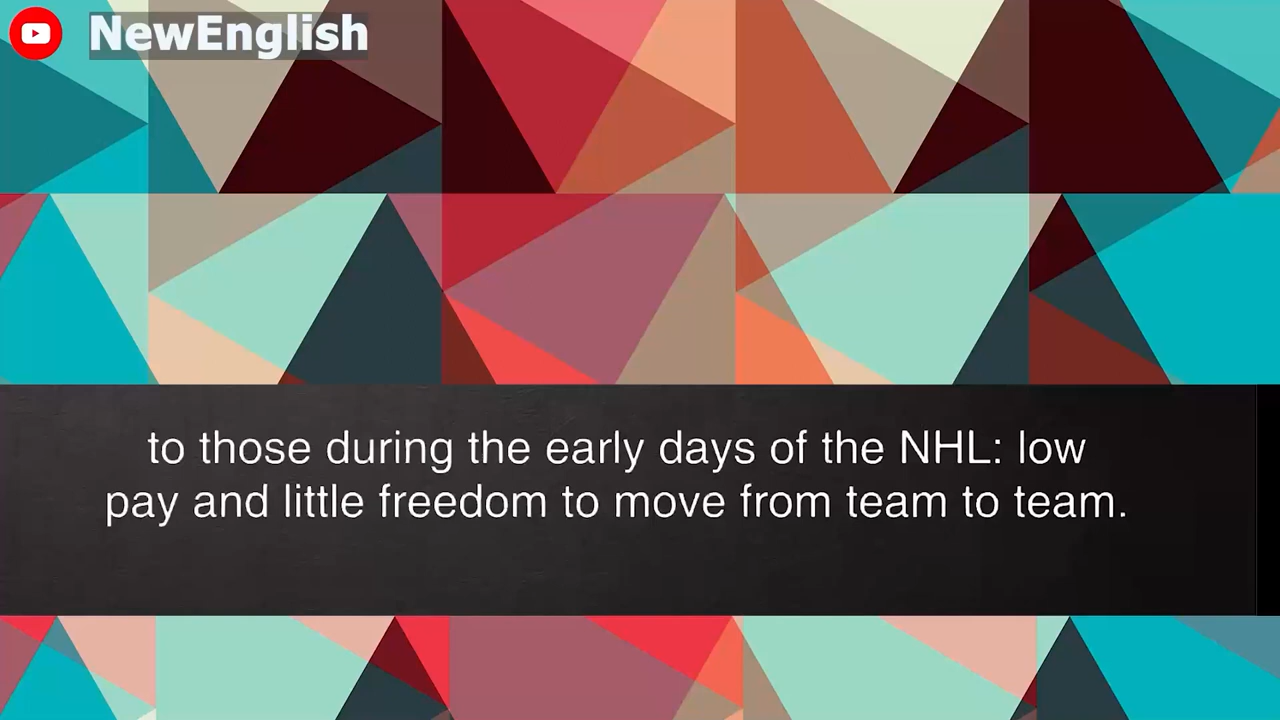 NewEnglish
to those during the early days of the NHL: low
pay and little freedom to move from team to team.